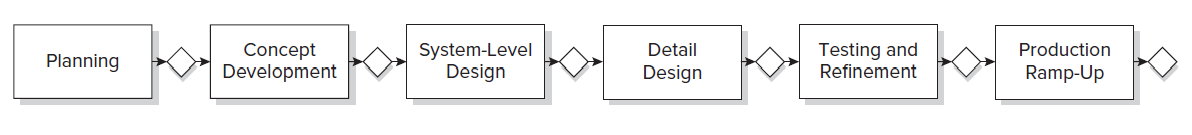 Planning
Concept
Development
System-Level
Design
Detail
Design
Testing and
Refinement
Production
Ramp-Up